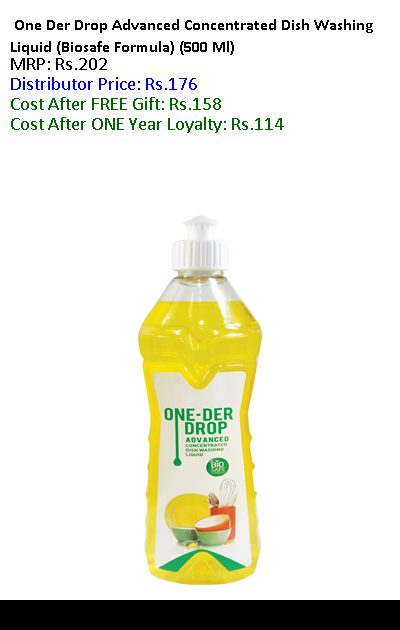 One Der Drop Advanced Concentrated Dish Washing
Liquid (Biosafe Formula) (500 Ml)
MRP: Rs.202
Distributor Price: Rs.176
Cost After FREE Gift: Rs.158
Cost After ONE Year Loyalty: Rs.114
ONE-DER
DROP
ADVANCED
CONCENTRATED
DISH WASHING
LIQUID
BIO
SAFE